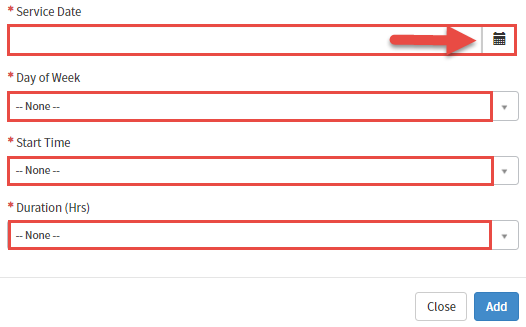 * Service Date
* Day of Week
-- None --
* Start Time
-- None --
* Duration (Hrs)
-- None --
Close Add